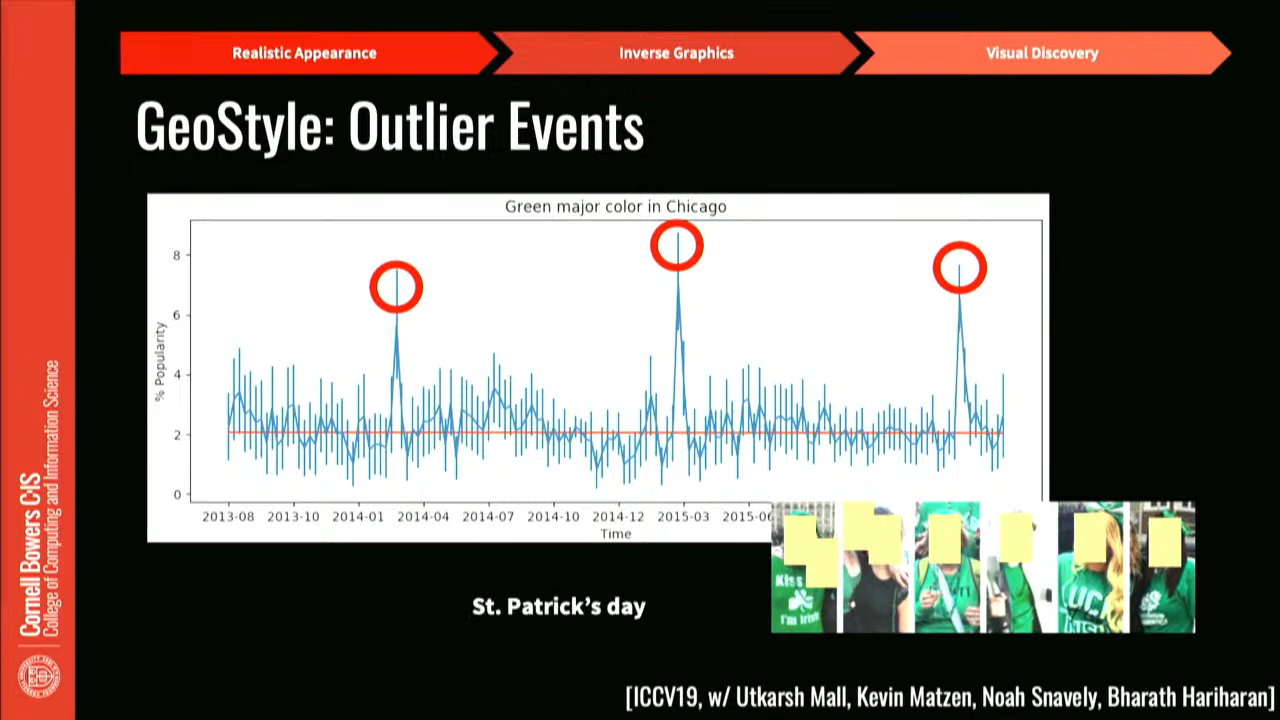 Realistic Appearance
Inverse Graphics
Visual Discovery
GeoStyle: Outlier Events
Green major color in Chicago
% Popularity
8
6
4
2
0
2013-08 2013-10 2014-01 2014-04 2014-07 2014-10 2014-12 2015-03 2015-06
Time
Kiss
I'm Irish
St. Patrick's day
[ICCV19, w/ Utkarsh Mall, Kevin Matzen, Noah Snavely, Bharath Hariharan]
Cornell Bowers C·IS
College of Computing and Information Science